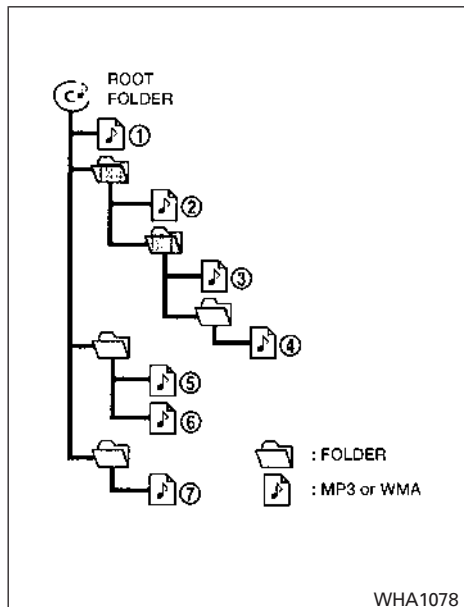 ROOT
FOLDER
①
②
③
④
⑤
⑥
⑦
: FOLDER
: MP3 or WMA
WHA1078